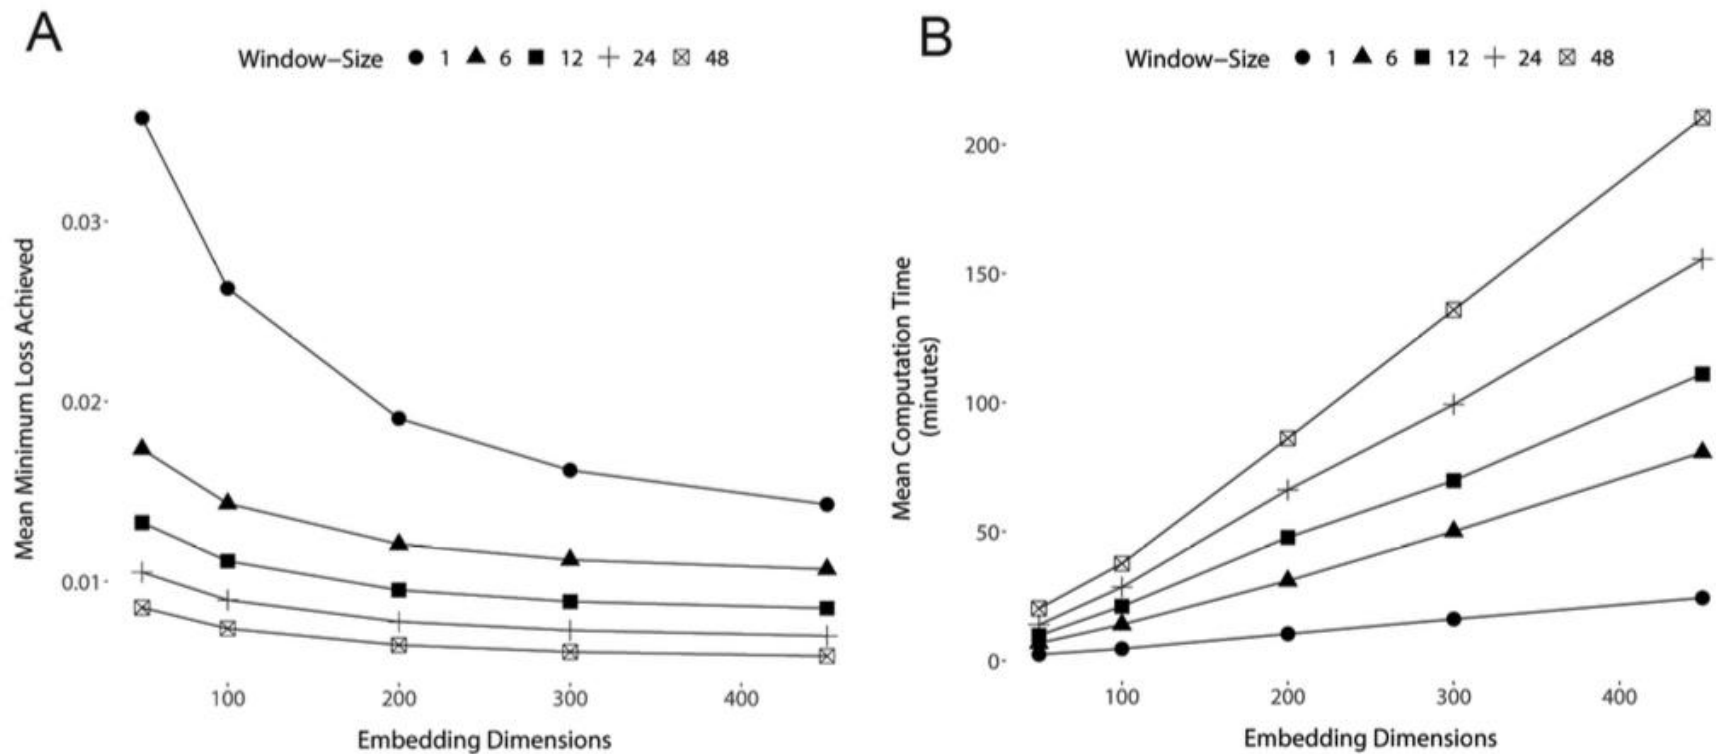 A
Window-Size 1 6 12 24 48
Mean Minimum Loss Achieved
0.03
0.02
0.01
100 200 300 400
Embedding Dimensions
B
Window-Size 1 6 12 24 48
Mean Computation Time
(minutes)
200
150
100
50
0
100 200 300 400
Embedding Dimensions